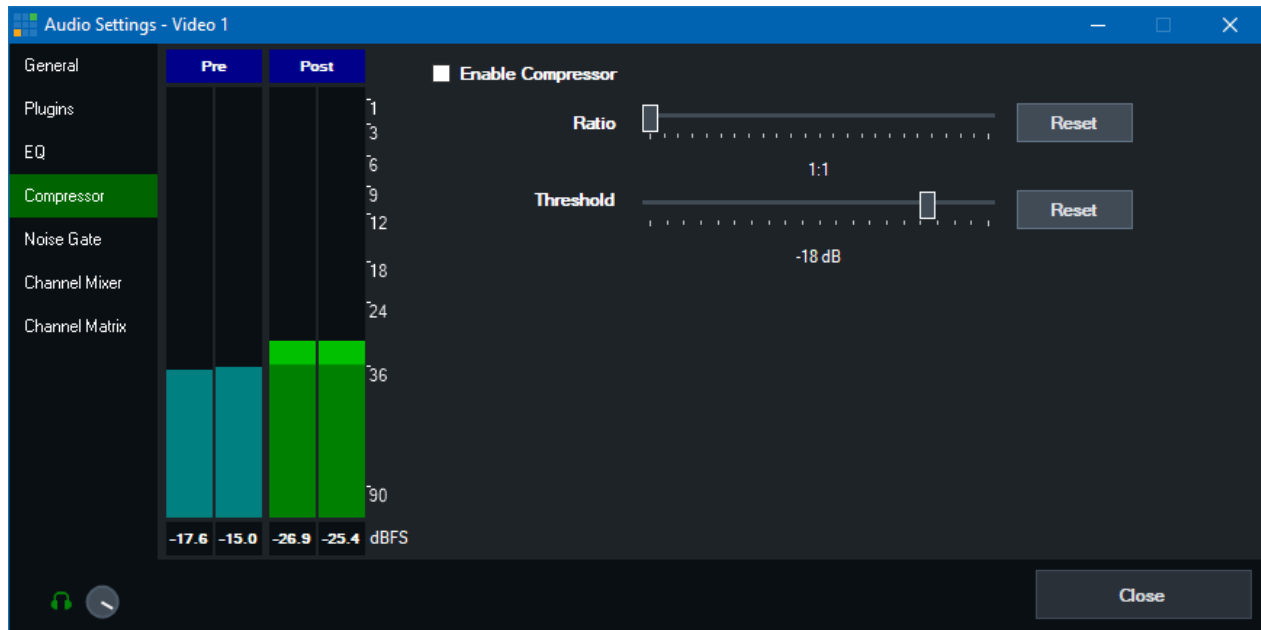 Audio Settings - Video 1
General
Plugins
EQ
Compressor
Noise Gate
Channel Mixer
Channel Matrix
Pre Post
1
3
6
9
12
18
24
36
90
-17.6 -15.0 -26.9 -25.4 dBFS
Enable Compressor
Ratio
Reset
1:1
Threshold
Reset
-18 dB
Close